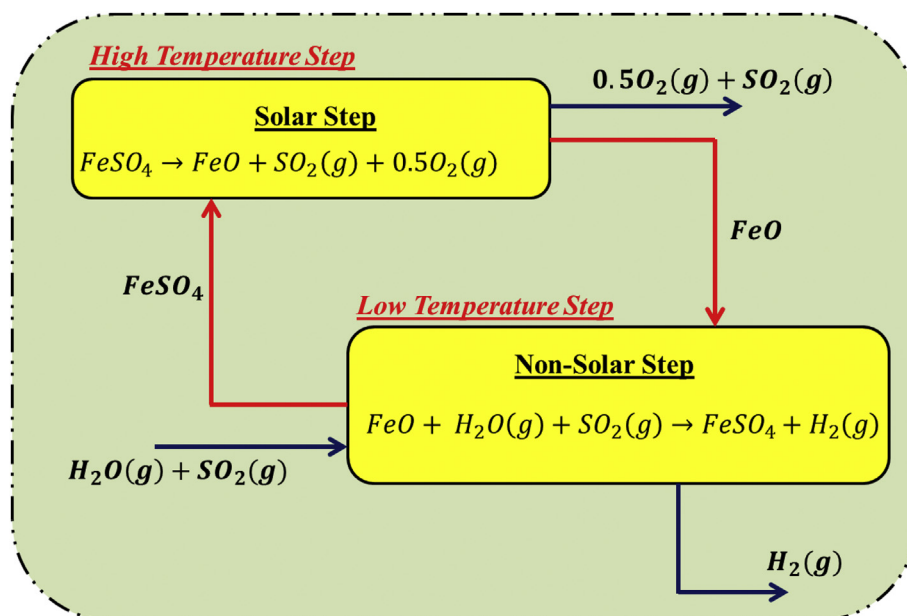 High Temperature Step
0.5O₂(g) + SO₂(g)
Solar Step
FeSO₄ → FeO + SO₂(g) + 0.5O₂(g)
FeO
FeSO₄
Low Temperature Step
Non-Solar Step
FeO + H₂O(g) + SO₂(g) → FeSO₄ + H₂(g)
H₂O(g) + SO₂(g)
H₂(g)